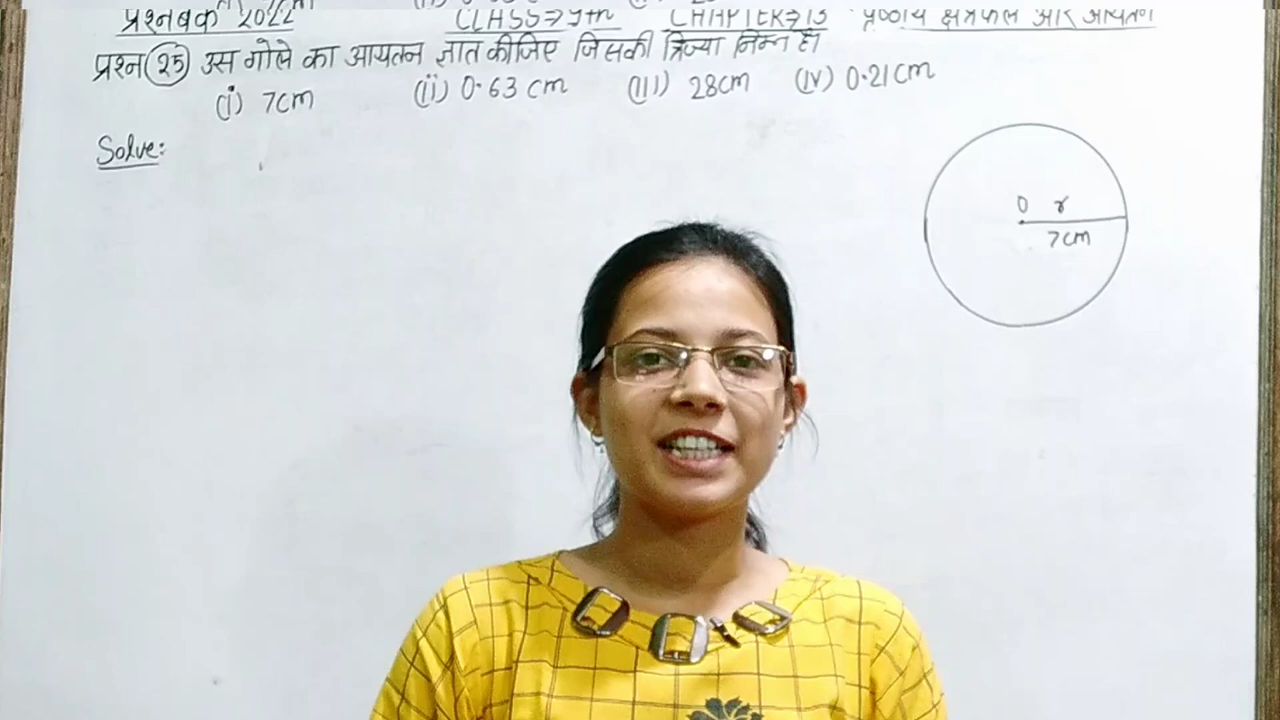 प्रश्नबैंक 2022 CLASS→9th CHAPTER→13 पृष्ठीय क्षेत्रफल और आयतन
प्रश्न 25 उस गोले का आयतन ज्ञात कीजिए जिसकी त्रिज्या निम्न है।
(i) 7cm (ii) 0.63 cm (III) 28cm (iv) 0.21cm
Solve:
O r
7cm